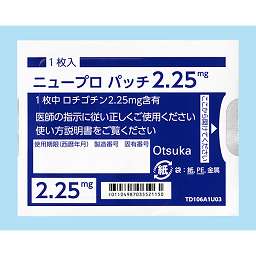 1枚入
ニュープロ パッチ 2.25mg
1枚中 ロチゴチン2.25mg含有
医師の指示に従い正しくご使用ください
使い方説明書をご覧ください
使用期限(西暦年月) 製造番号 固有番号
ここから開けてください
Otsuka
紙 袋:紙, PE, 金属
2.25mg
TD106A1U03